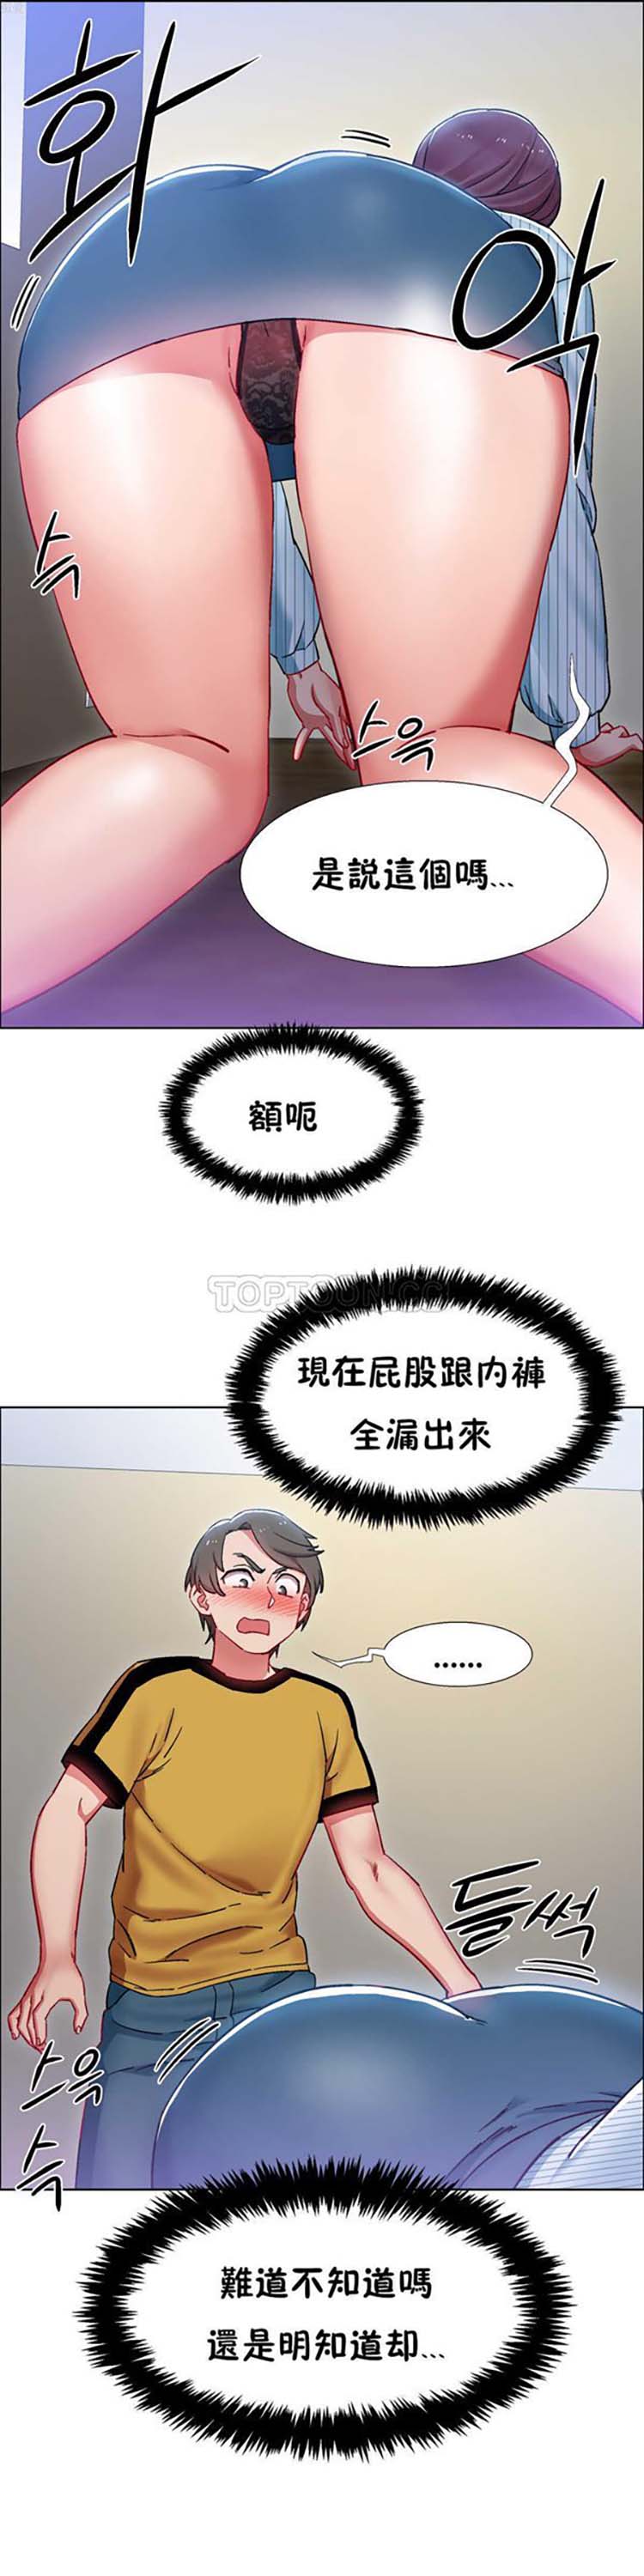 화
악
스
스윽
是說這個嗎...
額呃
TOPTOON.CC
現在屁股跟内褲
全漏出來
......
들썩
스윽
스
難道不知道嗎
還是明知道却...